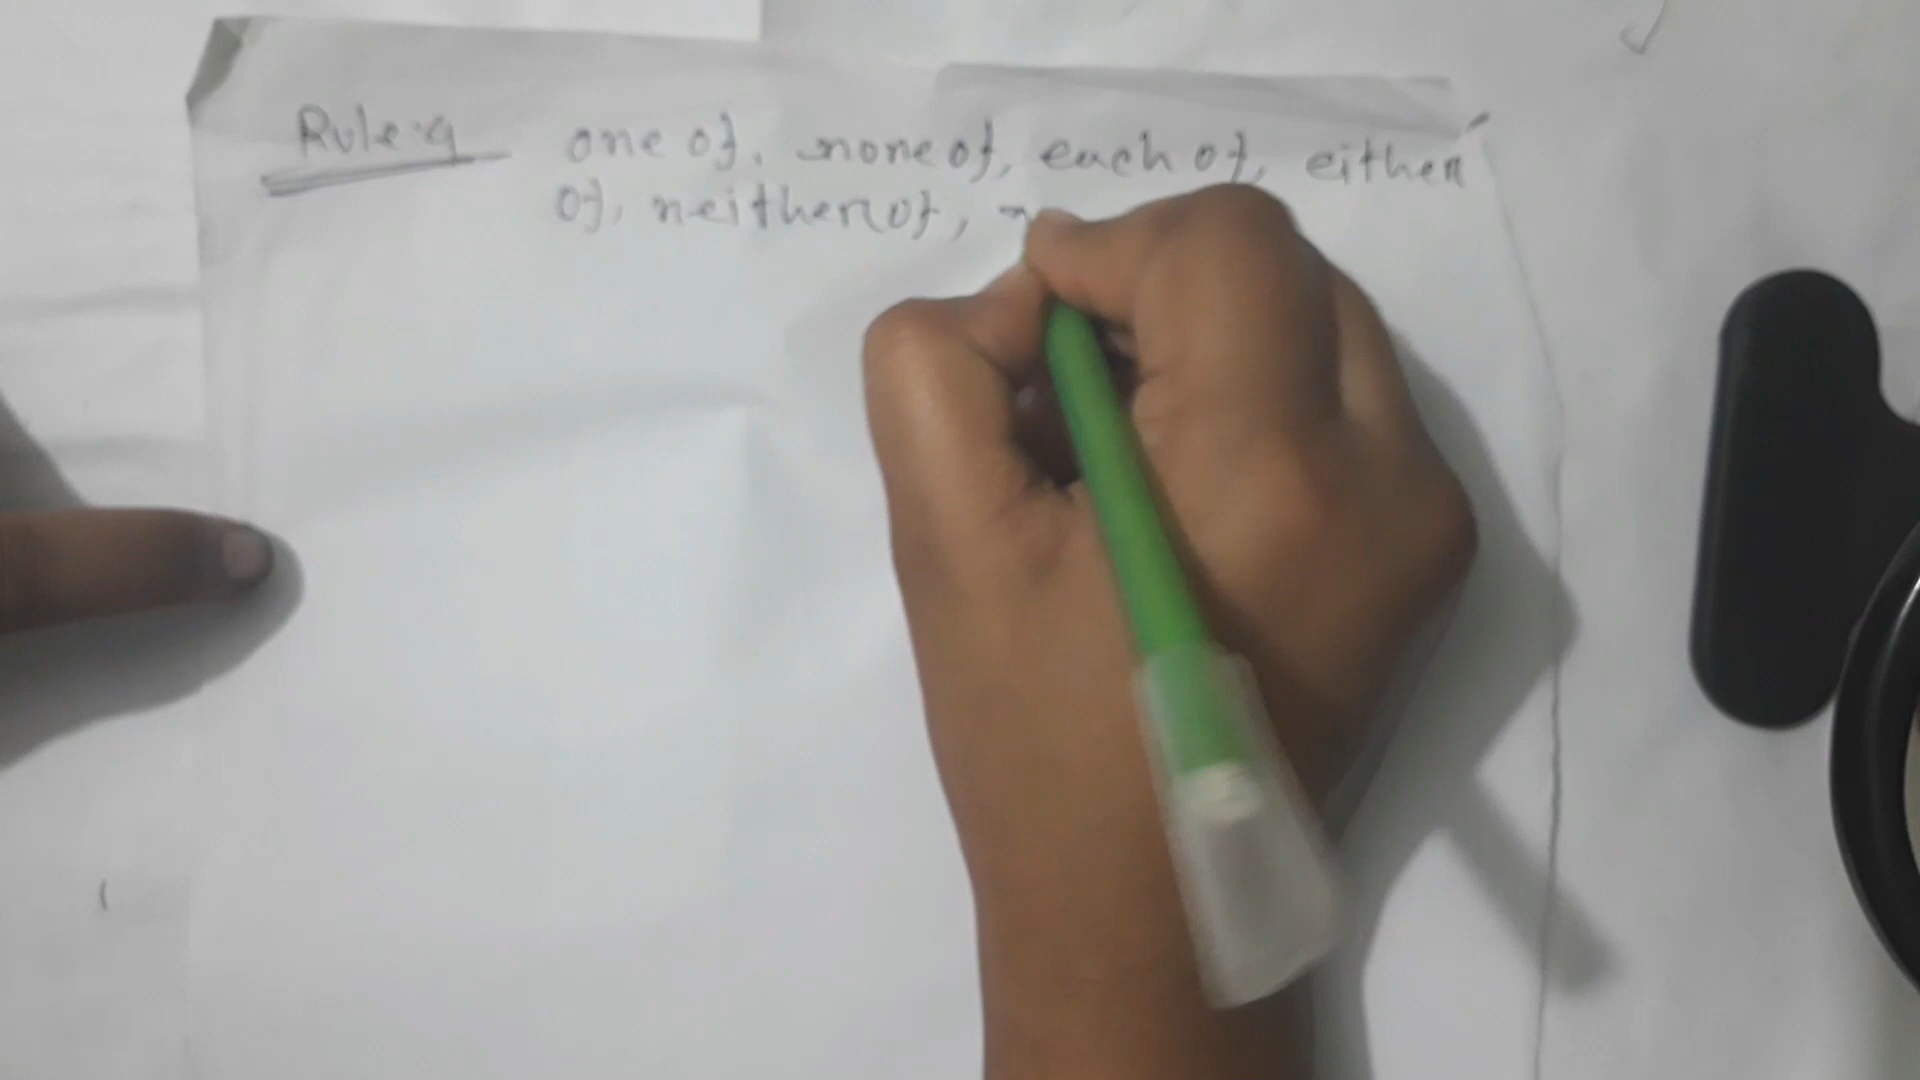 Rule:9 one of, none of, each of, either
of, neither of,